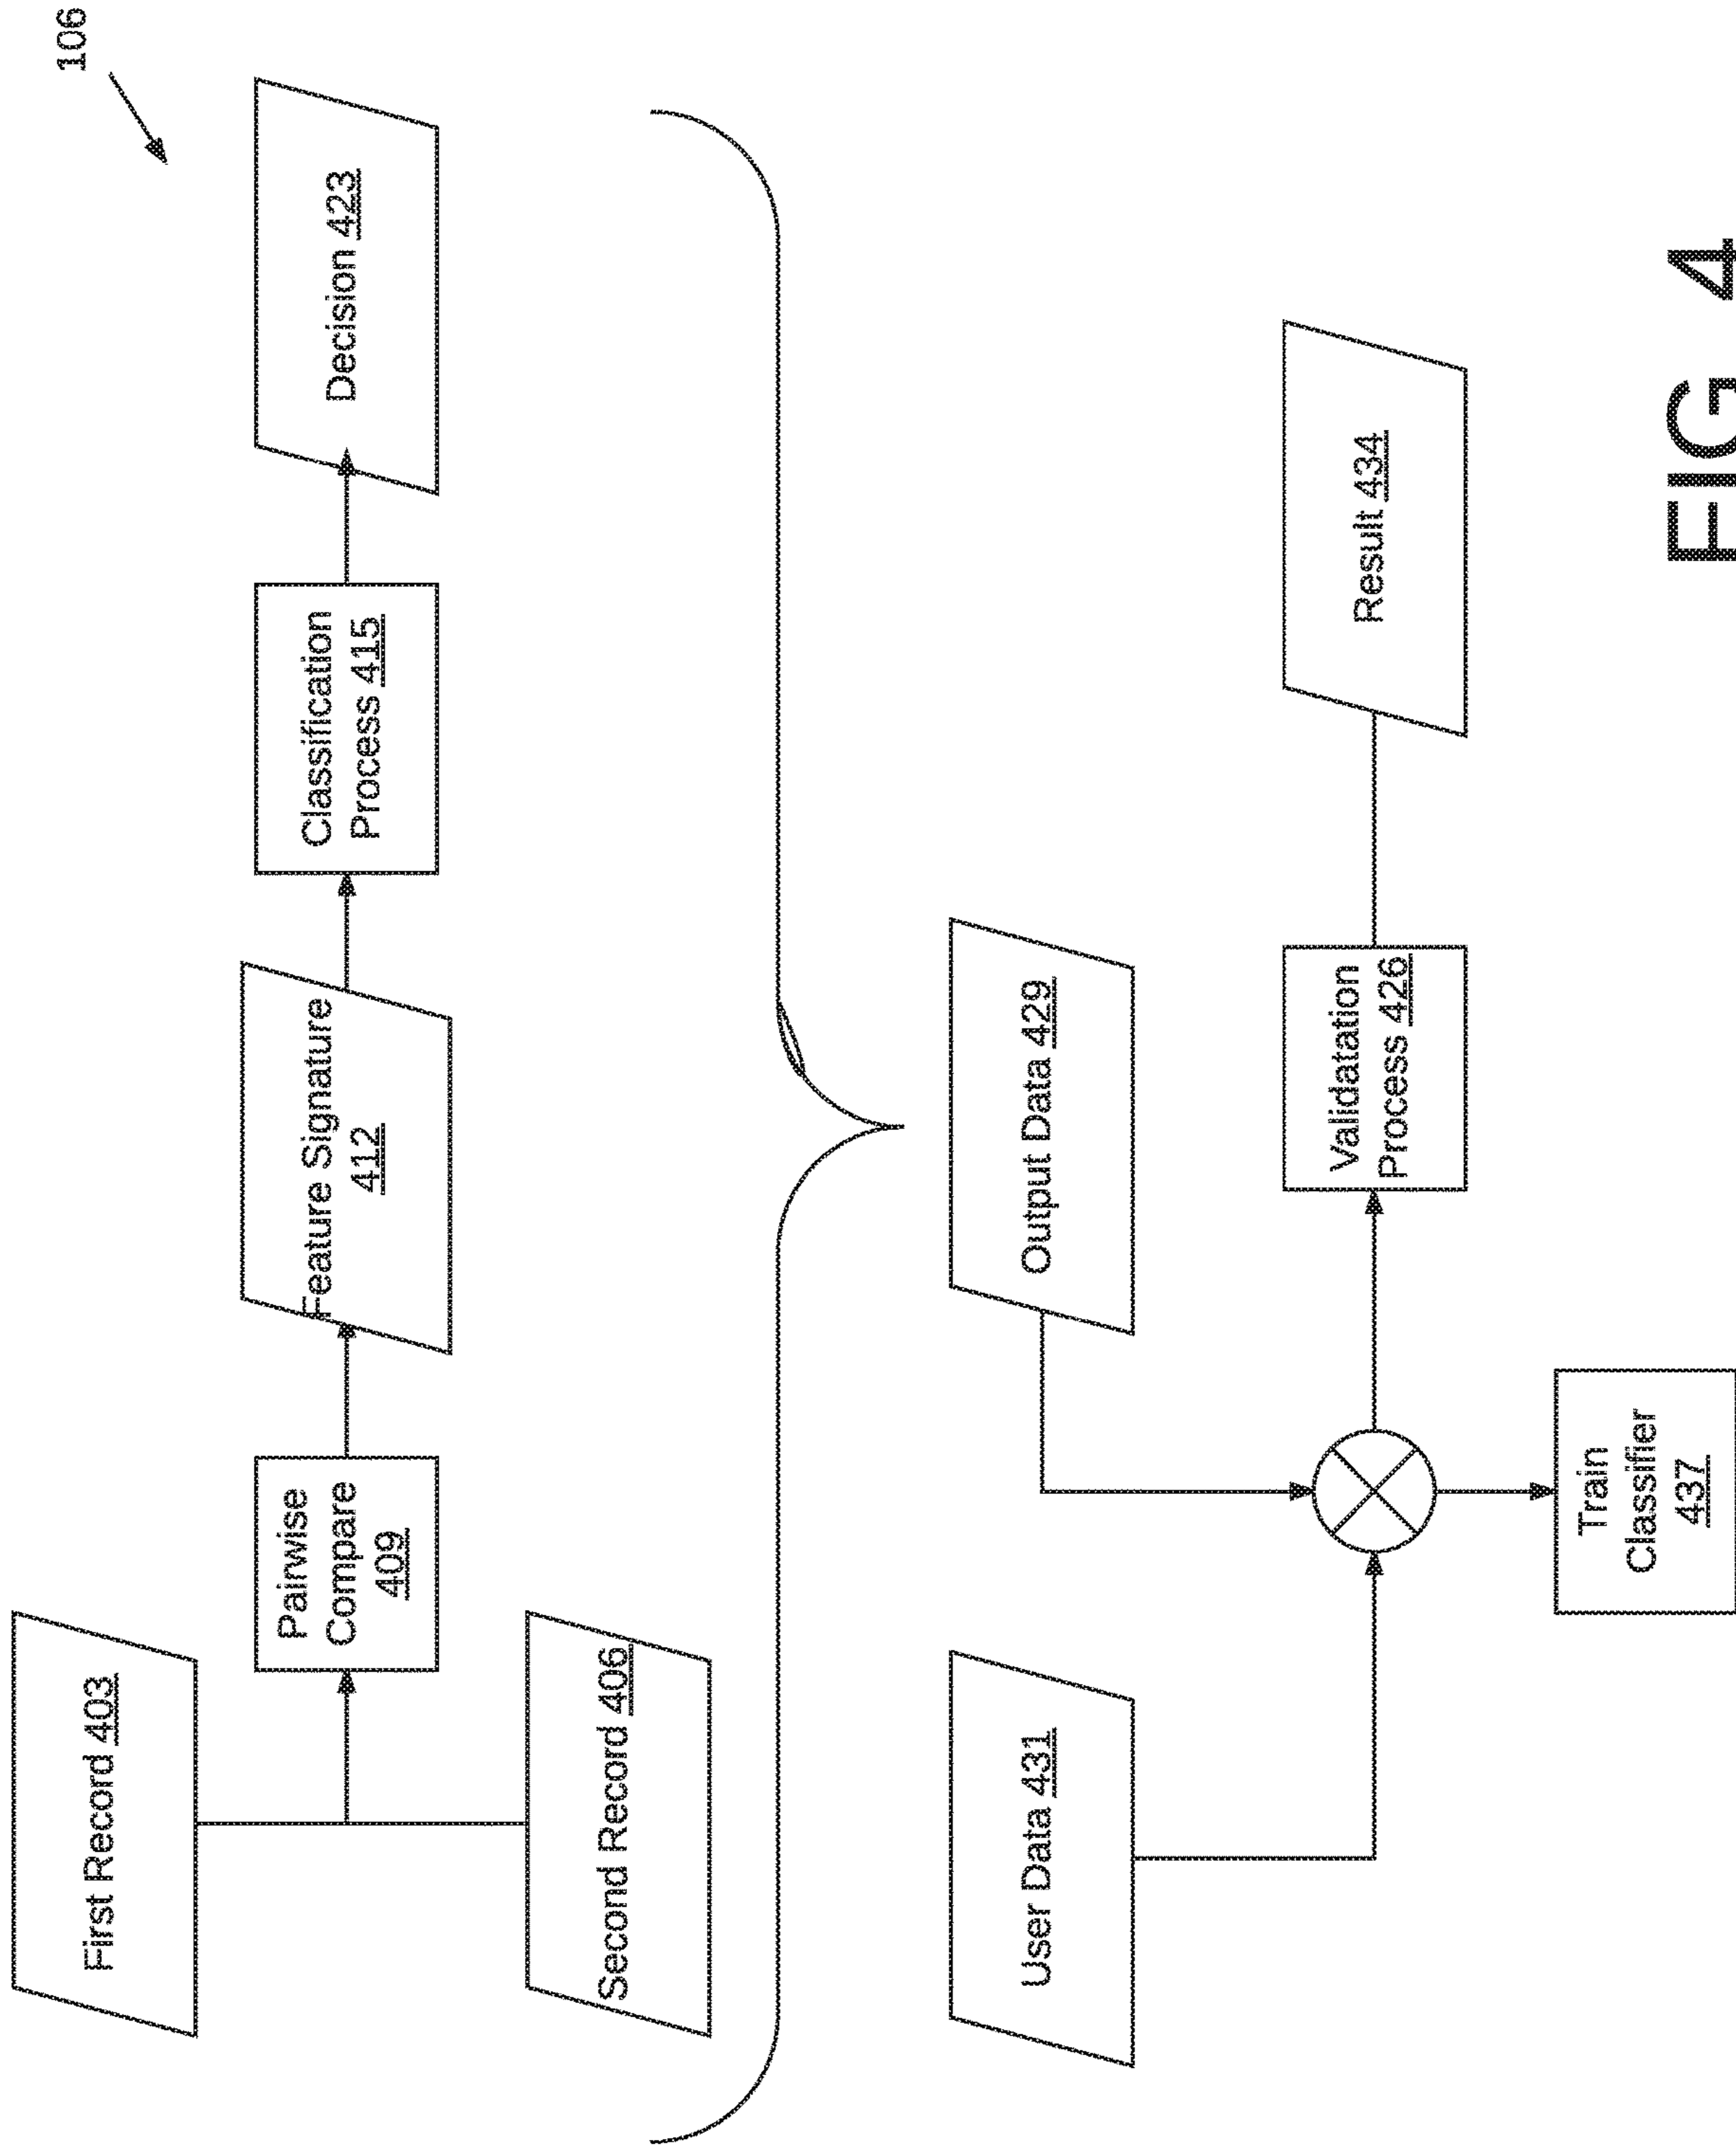 106
First Record 403
Pairwise
Compare
409
Feature Signature
412
Classification
Process 415
Decision 423
Second Record 406
User Data 431
Output Data 429
Validatation
Process 426
Result 434
Train
Classifier
437
FIG 4